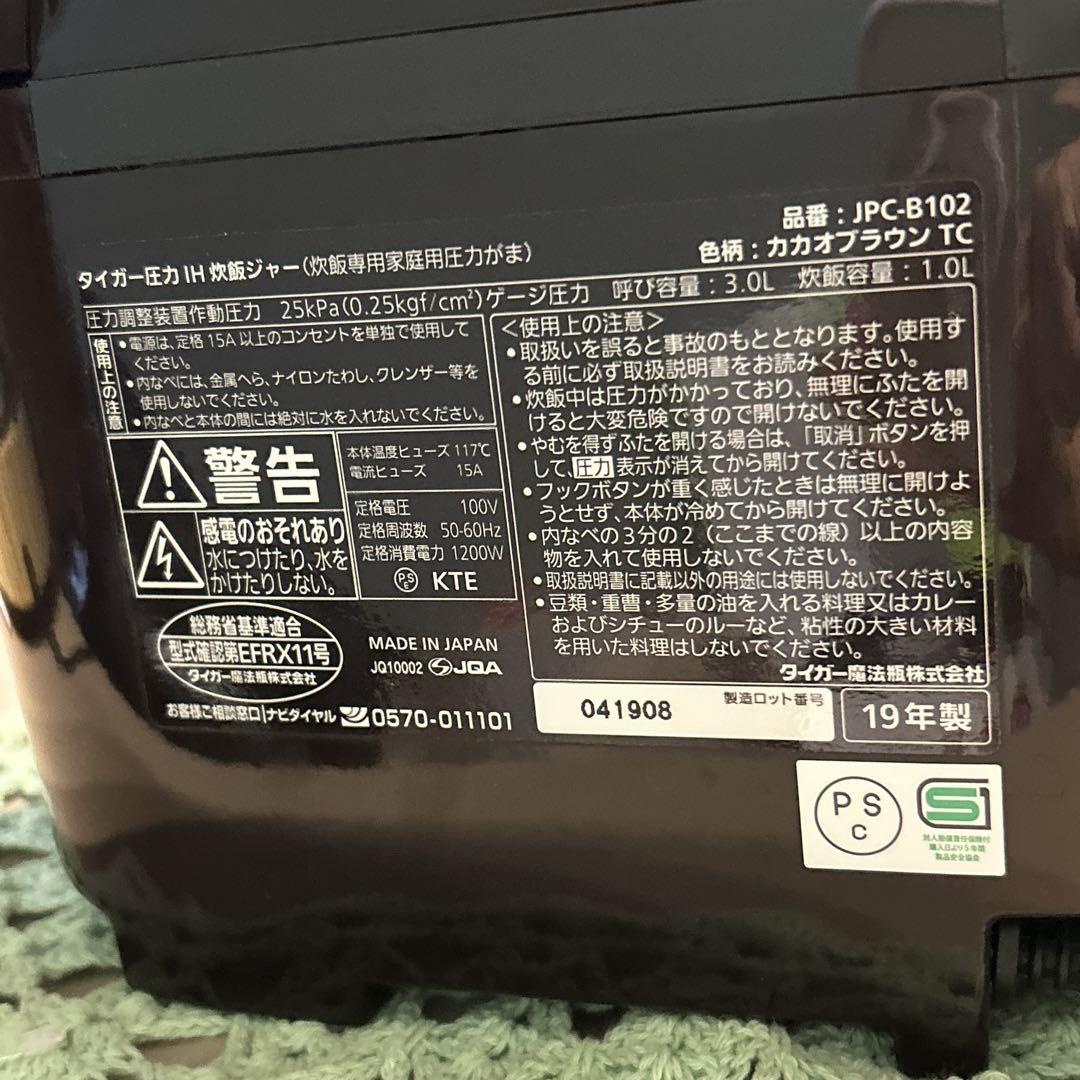 品番：JPC-B102
色柄：カカオブラウン TC
タイガー圧力IH炊飯ジャー(炊飯専用家庭用圧力がま)
圧力調整装置作動圧力 25kPa(0.25kgf/cm²)ゲージ圧力 呼び容量：3.0L 炊飯容量：1.0L
使用上の注意
•電源は、定格15A以上のコンセントを単独で使用して
ください。
•内なべには、金属へら、ナイロンたわし、クレンザー等を
使用しないでください。
•内なべと本体の間には絶対に水を入れないでください。
警告
感電のおそれあり
水につけたり、水を
かけたりしない。
本体温度ヒューズ 117℃
電流ヒューズ 15A
定格電圧 100V
定格周波数 50-60Hz
定格消費電力 1200W
PS KTE
総務省基準適合
型式確認第EFRX11号
タイガー魔法瓶株式会社
MADE IN JAPAN
JQ10002 JQA
お客様ご相談窓口 ナビダイヤル 0570-011101
＜使用上の注意＞
•取扱いを誤ると事故のもととなります。使用す
る前に必ず取扱説明書をお読みください。
•炊飯中は圧力がかかっており、無理にふたを開
けると大変危険ですので開けないでください。
•やむを得ずふたを開ける場合は、「取消」ボタンを押
して、圧力表示が消えてから開けてください。
•フックボタンが重く感じたときは無理に開けよ
うとせず、本体が冷めてから開けてください。
•内なべの3分の2（ここまでの線）以上の内容
物を入れて使用しないでください。
•取扱説明書に記載以外の用途には使用しないでください。
•豆類・重曹・多量の油を入れる料理又はカレー
およびシチューのルーなど、粘性の大きい材料
を用いた料理はしないでください。
タイガー魔法瓶株式会社
製造ロット番号
041908
19年製
PS
C
SG
対人賠償責任保険付
購入日より5年間
製品安全協会